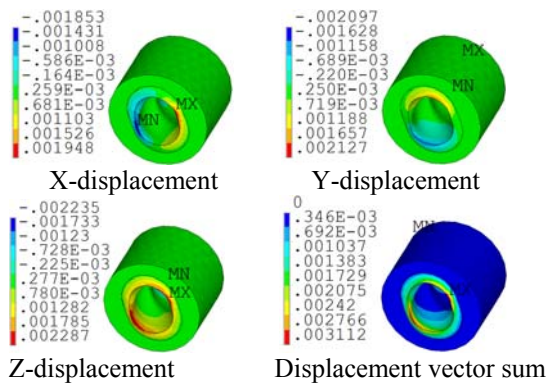 -.001853
-.001431
-.001008
-.586E-03
-.164E-03
.259E-03
.681E-03
.001103
.001526
.001948
MX
MN
X-displacement
-.002097
-.001628
-.001158
-.689E-03
-.220E-03
.250E-03
.719E-03
.001188
.001657
.002127
MX
MN
Y-displacement
-.002235
-.001733
-.00123
-.728E-03
-.225E-03
.277E-03
.780E-03
.001282
.001785
.002287
MN
MX
Z-displacement
0
.346E-03
.692E-03
.001037
.001383
.001729
.002075
.00242
.002766
.003112
MN
MX
Displacement vector sum